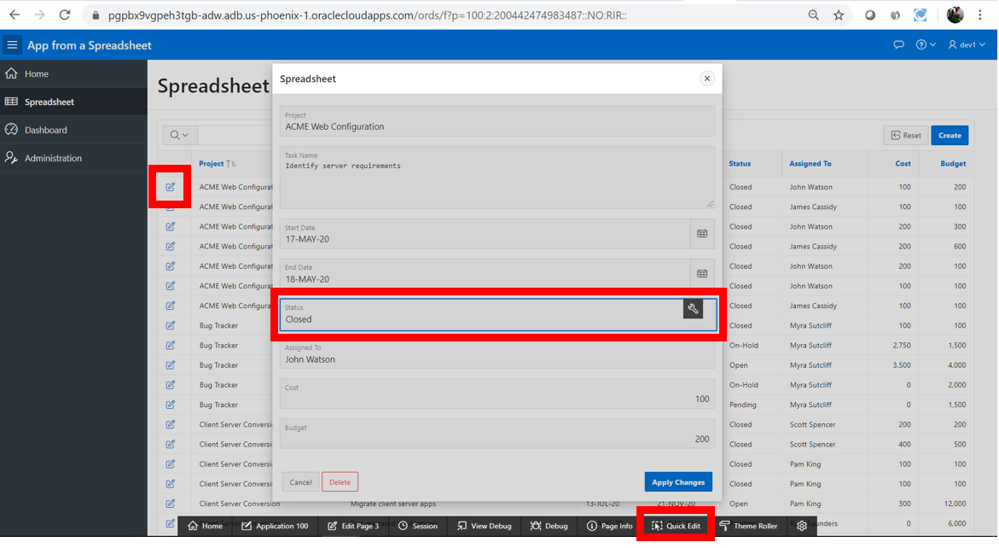 pgpbx9vgpeh3tgb-adw.adb.us-phoenix-1.oraclecloudapps.com/ords/f?p=100:2:200442474983487::NO:RIR::
App from a Spreadsheet
dev1
Home
Spreadsheet
Dashboard
Administration
Spreadsheet
Reset Create
Project Status Assigned To Cost Budget
ACME Web Configurat Closed John Watson 100 200
ACME Web Configurat Closed James Cassidy 100 100
ACME Web Configurat Closed John Watson 200 300
ACME Web Configurat Closed James Cassidy 200 600
ACME Web Configurat Closed John Watson 200 100
ACME Web Configurat Closed John Watson 100 100
ACME Web Configurat Closed James Cassidy 100 100
Bug Tracker Closed Myra Sutcliff 100 100
Bug Tracker On-Hold Myra Sutcliff 2,750 1,500
Bug Tracker Open Myra Sutcliff 3,500 4,000
Bug Tracker On-Hold Myra Sutcliff 0 2,000
Bug Tracker Pending Myra Sutcliff 0 1,500
Client Server Conversi Closed Scott Spencer 200 200
Client Server Conversi Closed Scott Spencer 400 500
Client Server Conversi Closed Pam King 100 100
Client Server Conversi Closed Pam King 100 100
Client Server Conversion Migrate client server apps 13-JUL-20 21-NOV-20 Open Pam King 300 12,000
0 6,000
Spreadsheet
Project
ACME Web Configuration
Task Name
Identify server requirements
Start Date
17-MAY-20
End Date
18-MAY-20
Status
Closed
Assigned To
John Watson
Cost
100
Budget
200
Cancel Delete Apply Changes
Home Application 100 Edit Page 3 Session View Debug Debug Page Info Quick Edit Theme Roller